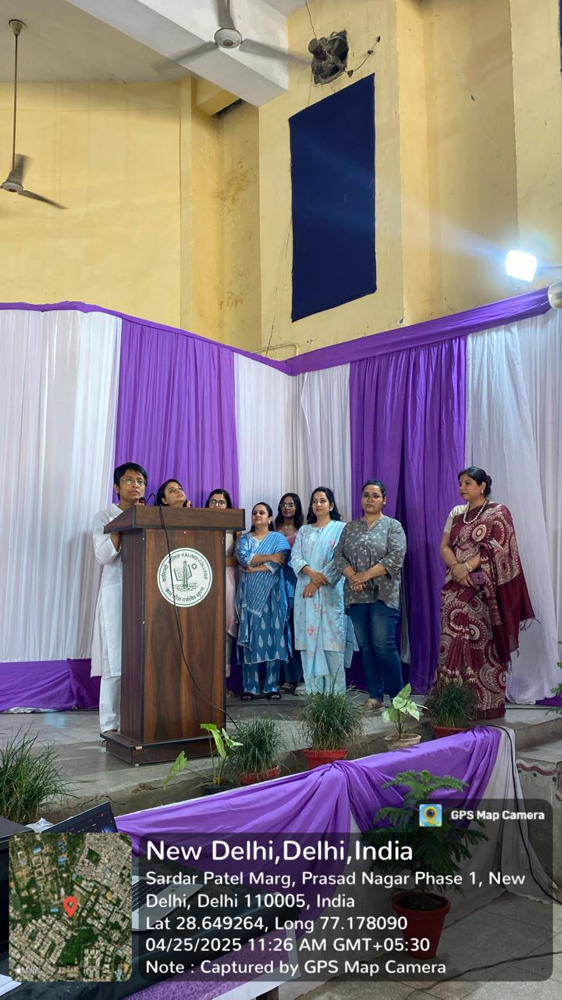 KALINDI COLLEGE
GPS Map Camera
New Delhi,Delhi,India
Sardar Patel Marg, Prasad Nagar Phase 1, New
Delhi, Delhi 110005, India
Lat 28.649264, Long 77.178090
04/25/2025 11:26 AM GMT+05:30
Note : Captured by GPS Map Camera
Maps